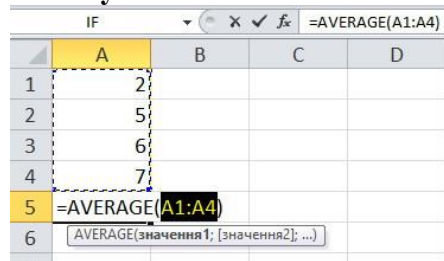 IF fx =AVERAGE(A1:A4)
A B C D
1 2
2 5
3 6
4 7
5 =AVERAGE(A1:A4)
6 AVERAGE(значення1; [значення2]; ...)